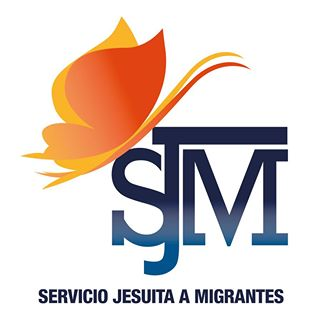 SJM
SERVICIO JESUITA A MIGRANTES